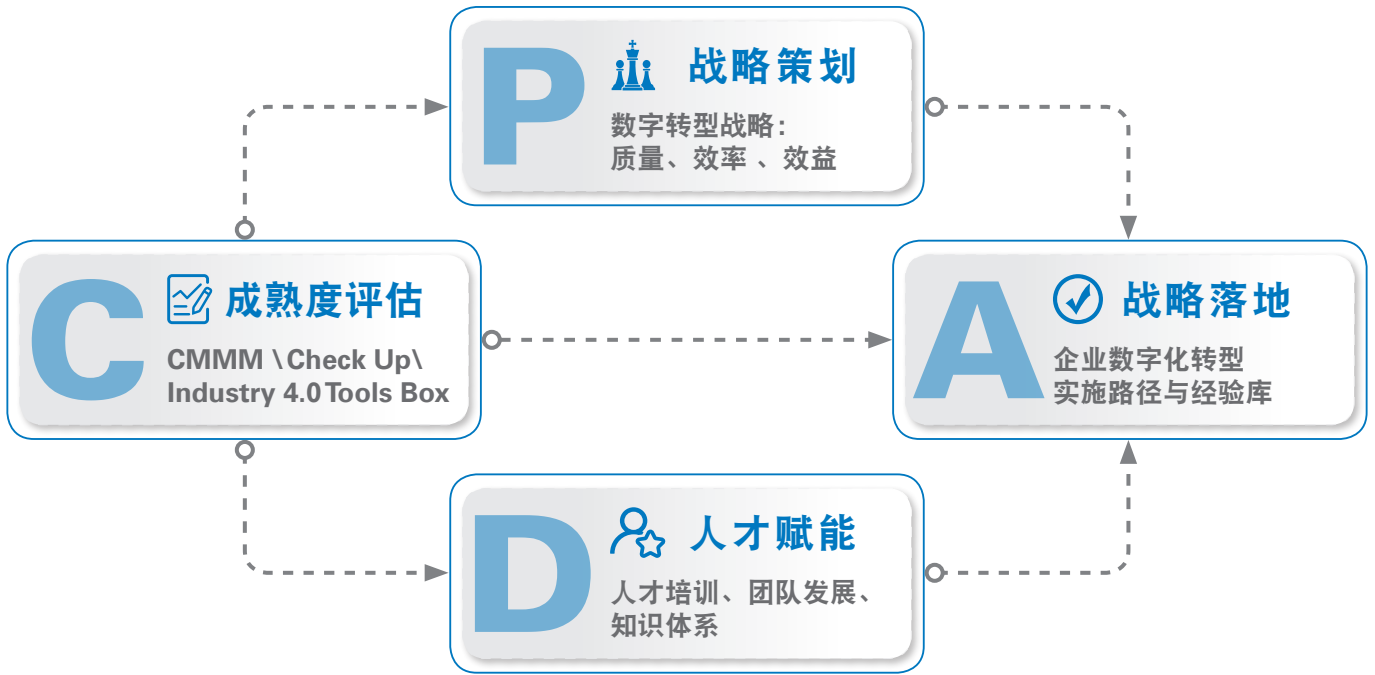 P
战略策划
数字转型战略：
质量、效率 、效益
C
成熟度评估
CMMM \ Check Up\
Industry 4.0 Tools Box
A
战略落地
企业数字化转型
实施路径与经验库
D
人才赋能
人才培训、团队发展、
知识体系